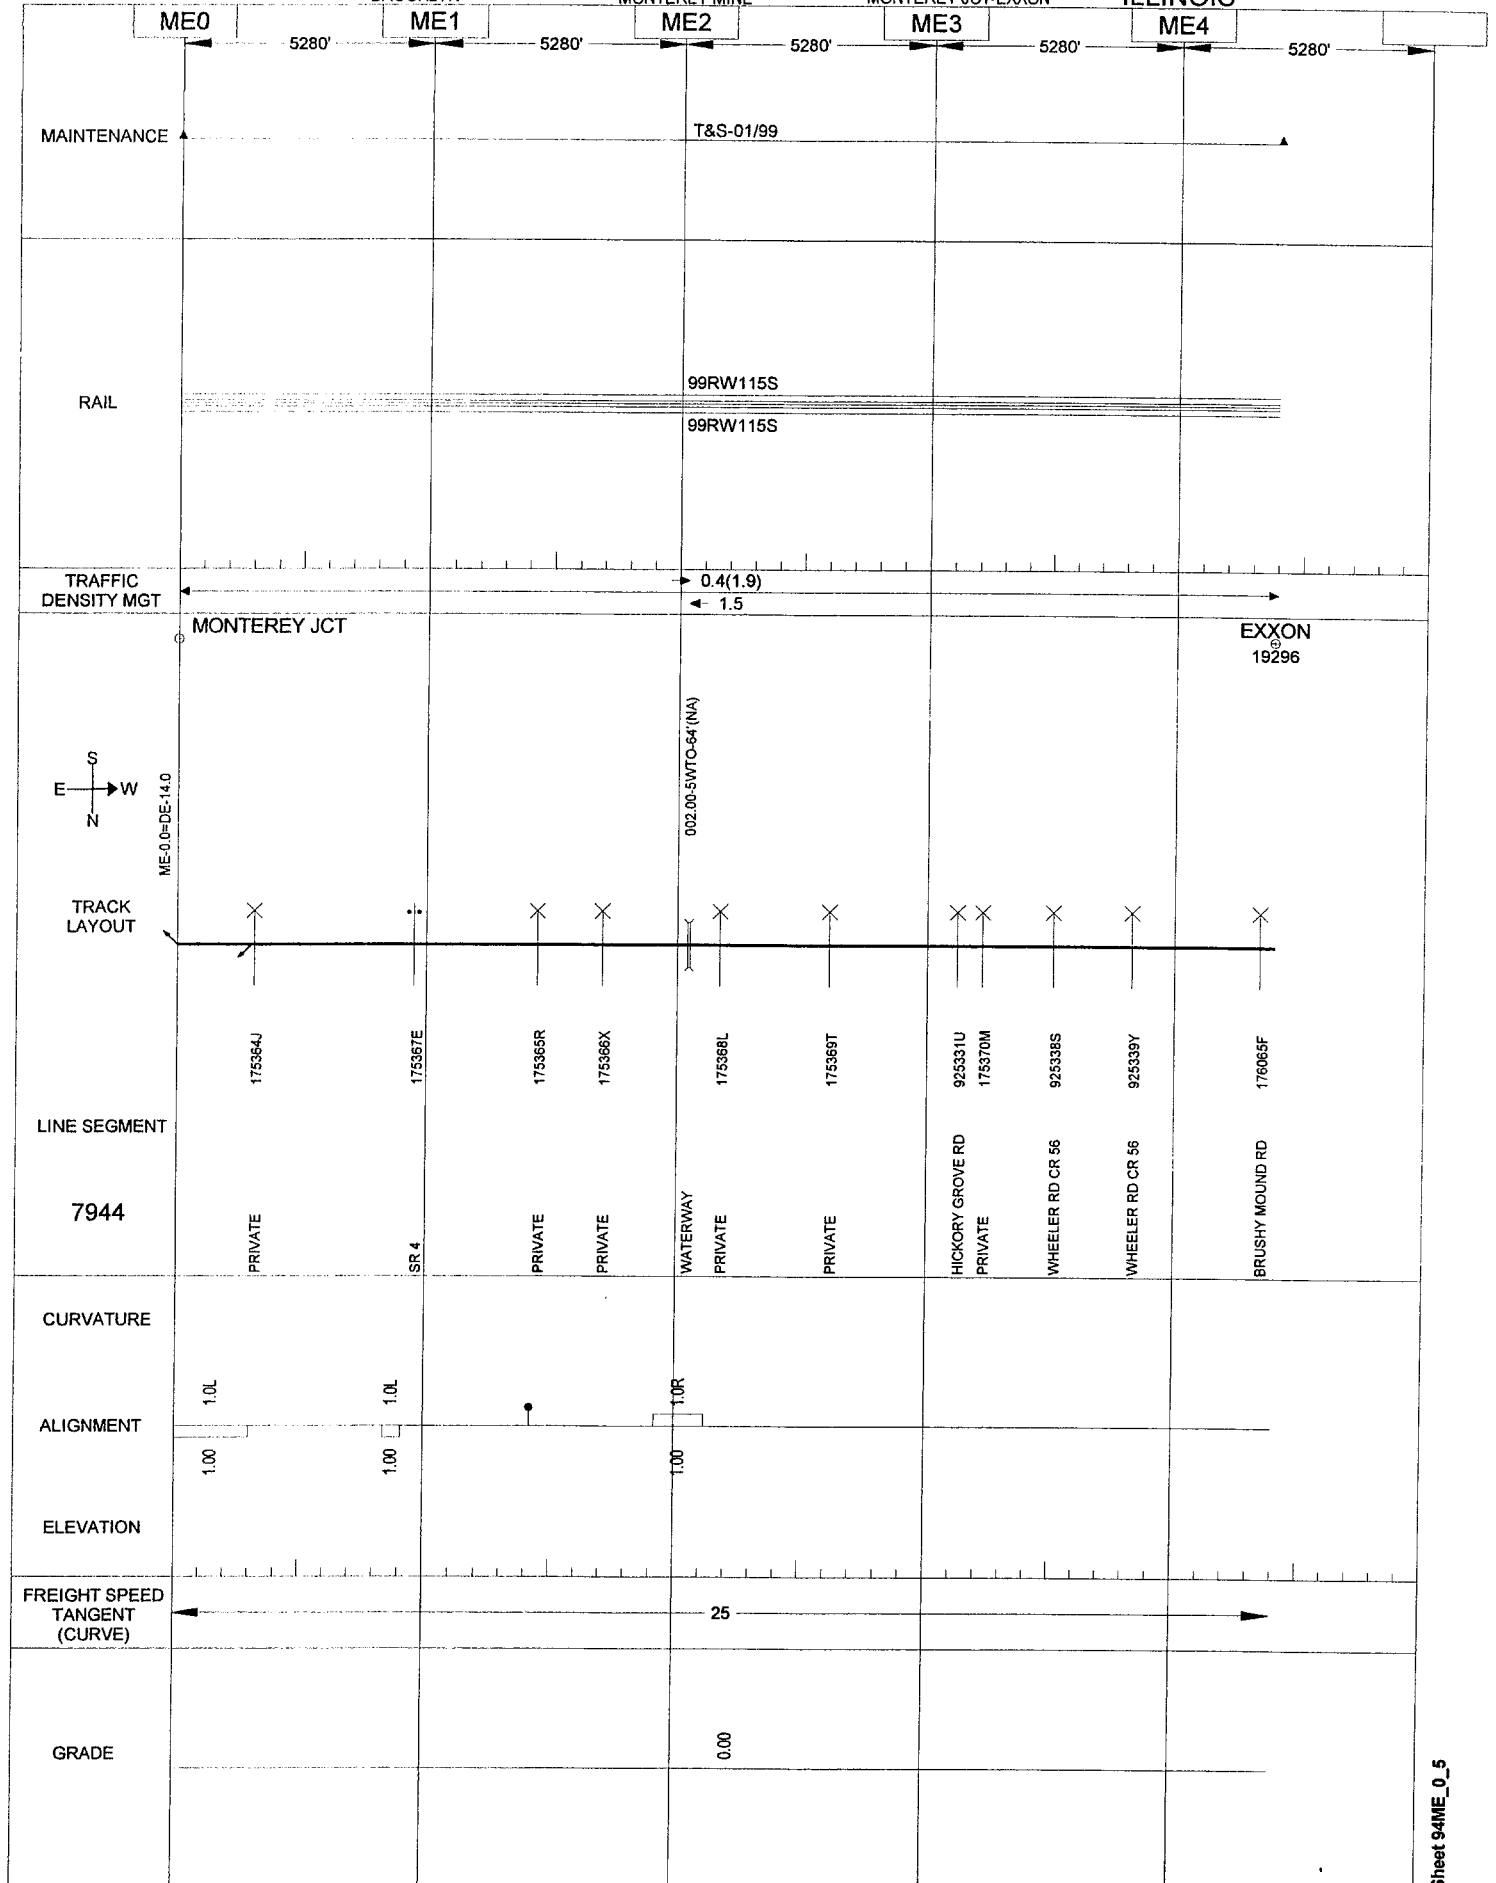 MONTEREY MINE
MONTEREY JCT-EXXON
ILLINOIS
ME0
ME1
ME2
ME3
ME4
5280'
5280'
5280'
5280'
5280'
MAINTENANCE
T&S-01/99
RAIL
99RW115S
99RW115S
TRAFFIC
DENSITY MGT
0.4(1.9)
1.5
MONTEREY JCT
EXXON
19296
S
E
W
N
ME-0.0=DE-14.0
002.00-5WTO-64'(NA)
TRACK
LAYOUT
175364J
175367E
175365R
175366X
175368L
175369T
925331U
175370M
925338S
925339Y
176065F
LINE SEGMENT
7944
PRIVATE
SR 4
PRIVATE
PRIVATE
WATERWAY
PRIVATE
PRIVATE
HICKORY GROVE RD
PRIVATE
WHEELER RD CR 56
WHEELER RD CR 56
BRUSHY MOUND RD
CURVATURE
1.0L
1.0L
1.0R
ALIGNMENT
1.00
1.00
1.00
ELEVATION
FREIGHT SPEED
TANGENT
(CURVE)
25
GRADE
0.00
Sheet 94ME_0_5